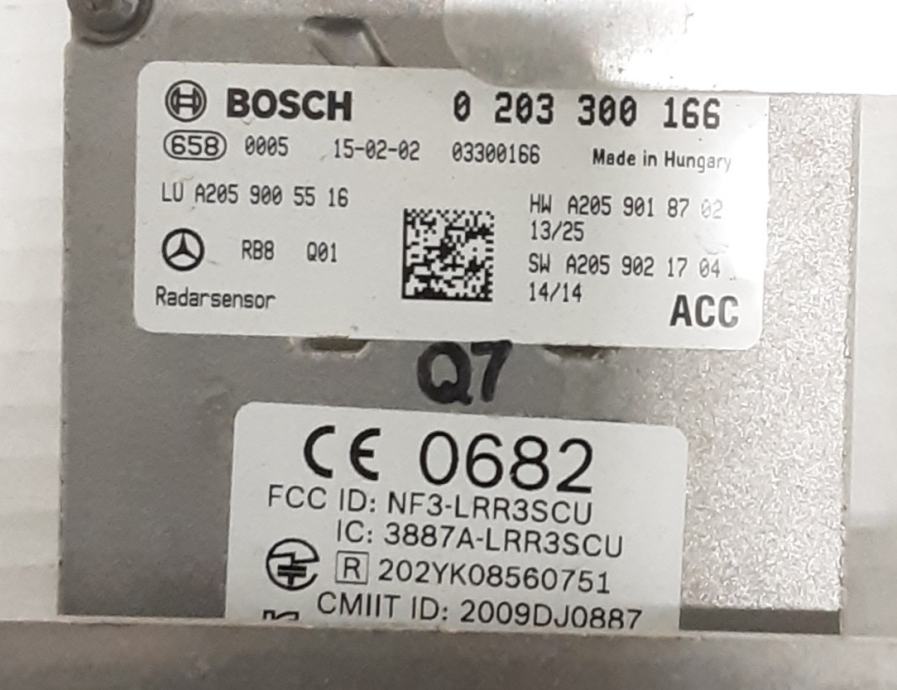 BOSCH 0 203 300 166
658 0005 15-02-02 03300166 Made in Hungary
LU A205 900 55 16
HW A205 901 87 02
13/25
RB8 Q01
SW A205 902 17 04
14/14
Radarsensor
ACC
Q7
CE 0682
FCC ID: NF3-LRR3SCU
IC: 3887A-LRR3SCU
R 202YK08560751
CMIIT ID: 2009DJ0887